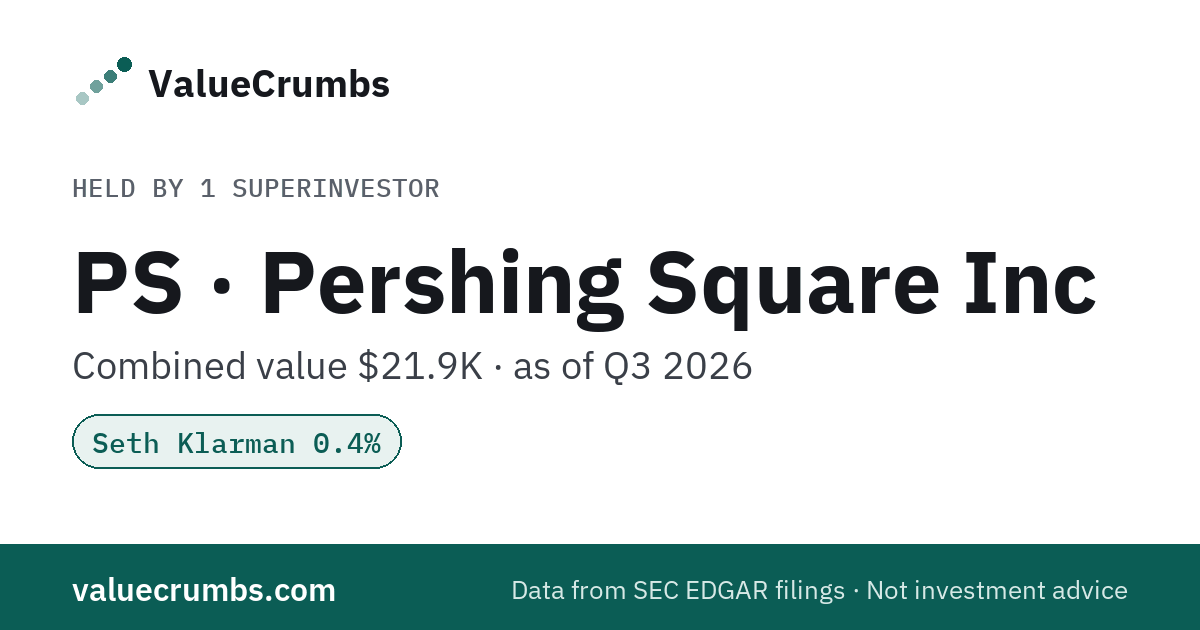 ValueCrumbs
HELD BY 1 SUPERINVESTOR
PS · Pershing Square Inc
Combined value $21.9K · as of Q3 2026
Seth Klarman 0.4%
valuecrumbs.com
Data from SEC EDGAR filings · Not investment advice